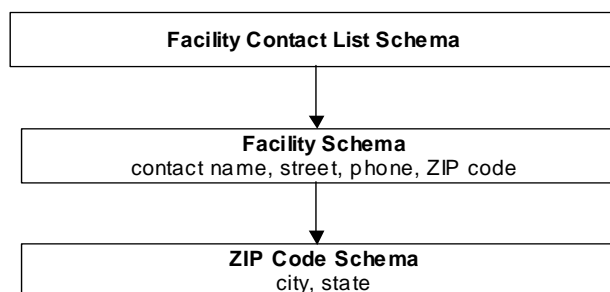 Facility Contact List Schema
Facility Schema
contact name, street, phone, ZIP code
ZIP Code Schema
city, state